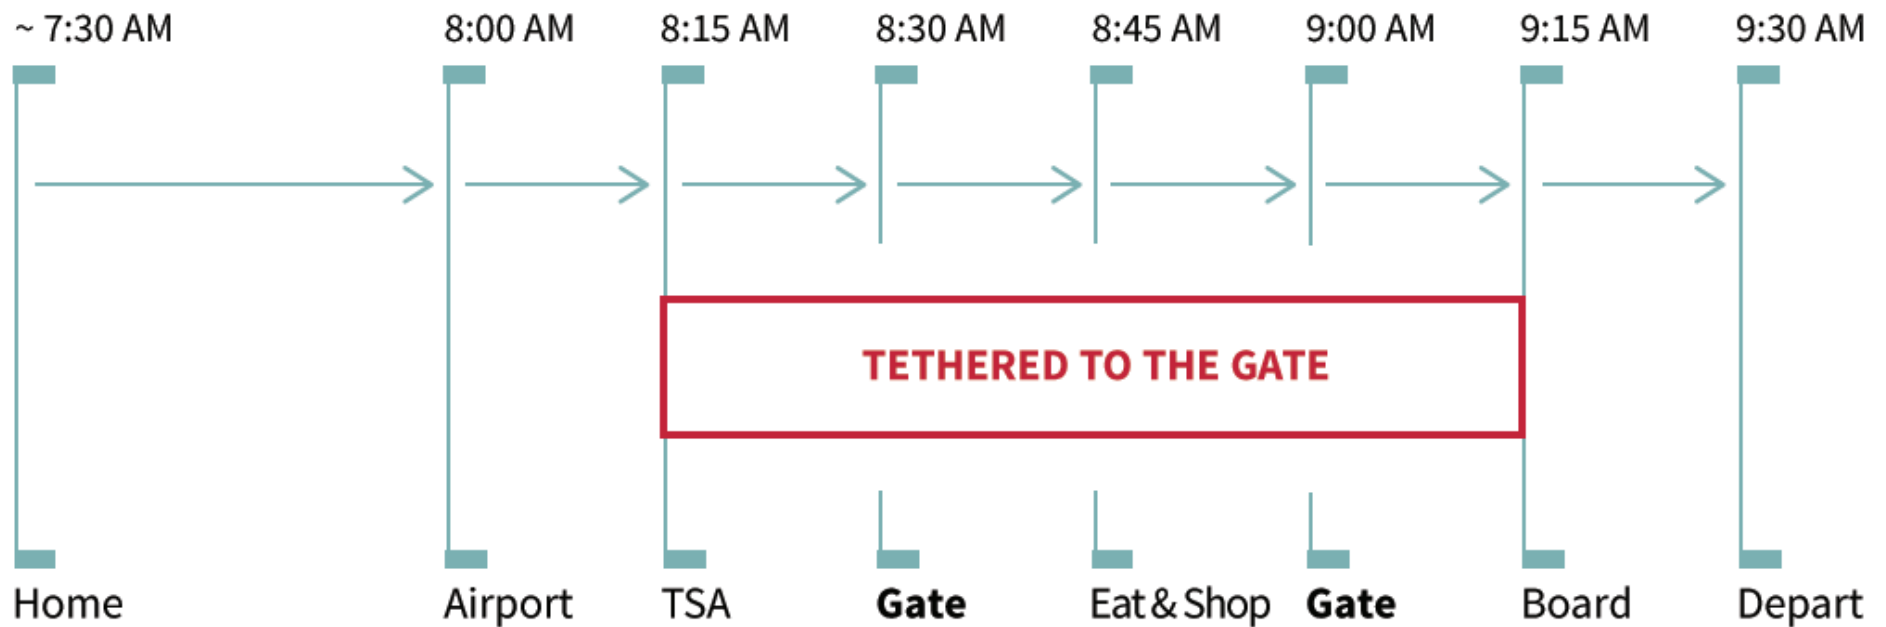 ~ 7:30 AM 8:00 AM 8:15 AM 8:30 AM 8:45 AM 9:00 AM 9:15 AM 9:30 AM
TETHERED TO THE GATE
Home Airport TSA Gate Eat & Shop Gate Board Depart